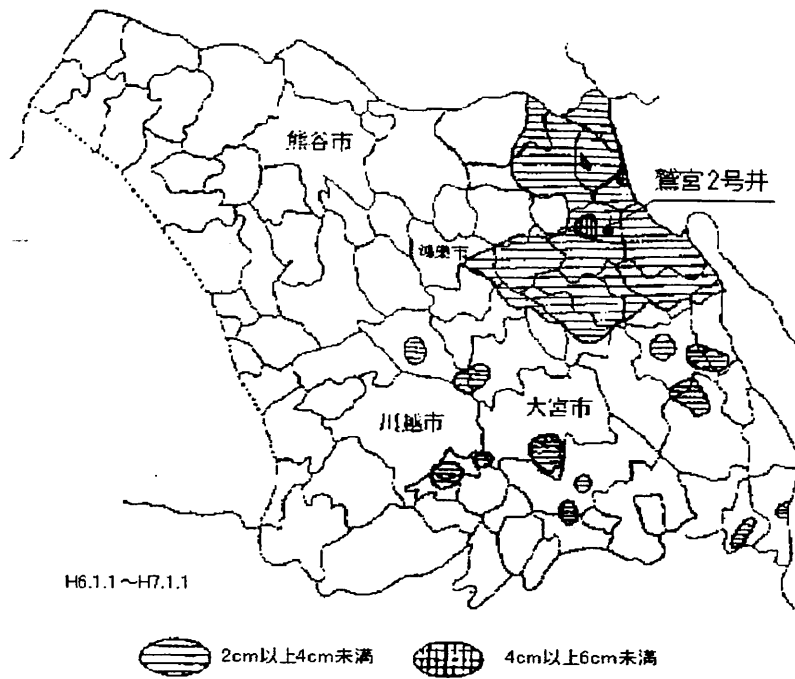 熊谷市
鷲宮2号井
鴻巣市
川越市
大宮市
H6.1.1～H7.1.1
2cm以上4cm未満
4cm以上6cm未満